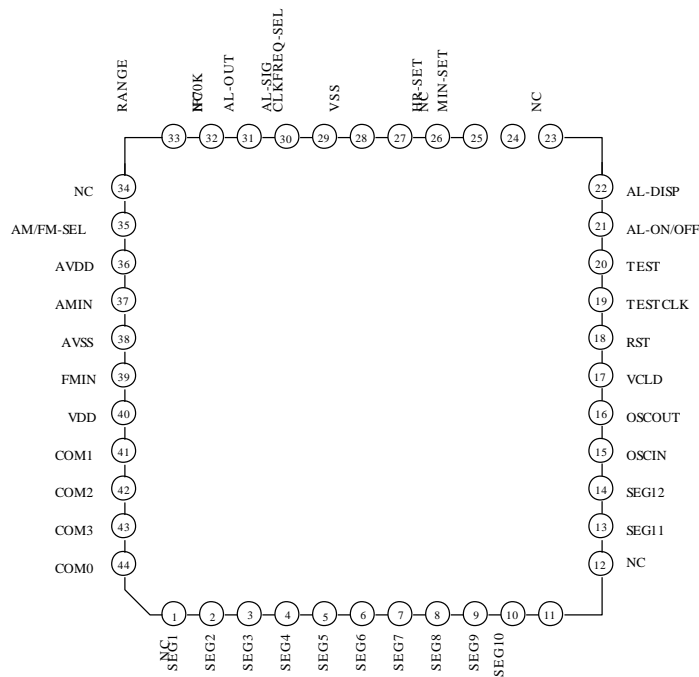 RANGE
NC
AL-OUT
AL-SIG
CLKFREQ-SEL
VSS
HR-SET
NC
MIN-SET
NC
33 32 31 30 29 28 27 26 25 24 23
NC 34
AM/FM-SEL 35
AVDD 36
AMIN 37
AVSS 38
FMIN 39
VDD 40
COM1 41
COM2 42
COM3 43
COM0 44
22 AL-DISP
21 AL-ON/OFF
20 TEST
19 TESTCLK
18 RST
17 VCLD
16 OSCOUT
15 OSCIN
14 SEG12
13 SEG11
12 NC
1 2 3 4 5 6 7 8 9 10 11
NC
SEG1
SEG2
SEG3
SEG4
SEG5
SEG6
SEG7
SEG8
SEG9
SEG10